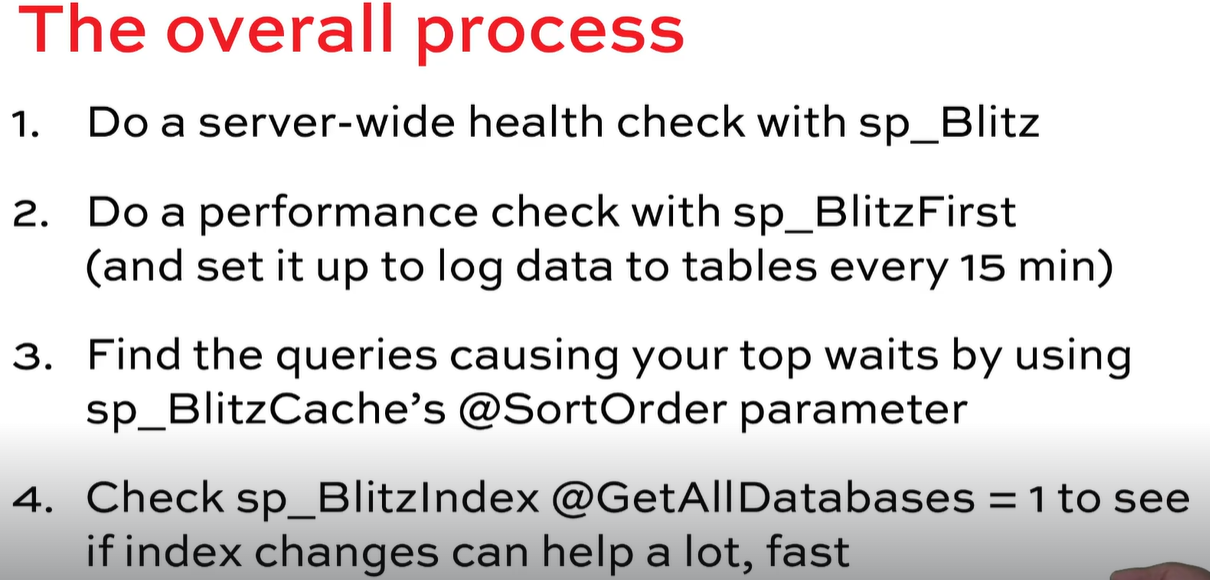 The overall process
1. Do a server-wide health check with sp_Blitz
2. Do a performance check with sp_BlitzFirst
(and set it up to log data to tables every 15 min)
3. Find the queries causing your top waits by using
sp_BlitzCache’s @SortOrder parameter
4. Check sp_BlitzIndex @GetAllDatabases = 1 to see
if index changes can help a lot, fast